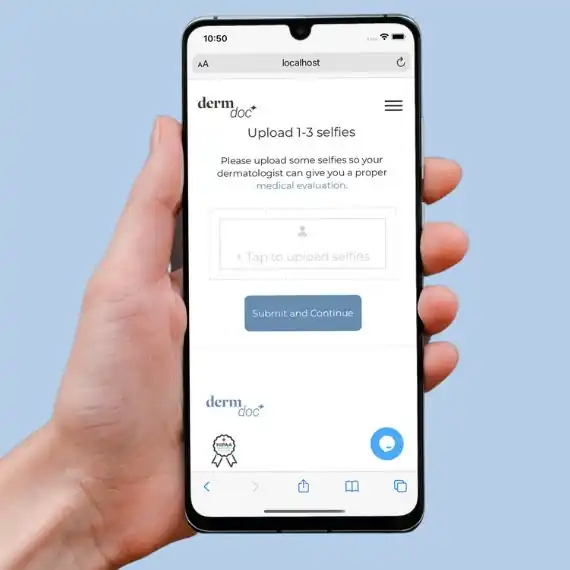 10:50
AA
localhost
derm
doc
Upload 1-3 selfies
Please upload some selfies so your
dermatologist can give you a proper
medical evaluation.
+ Tap to upload selfies
Submit and Continue
derm
doc
HIPAA